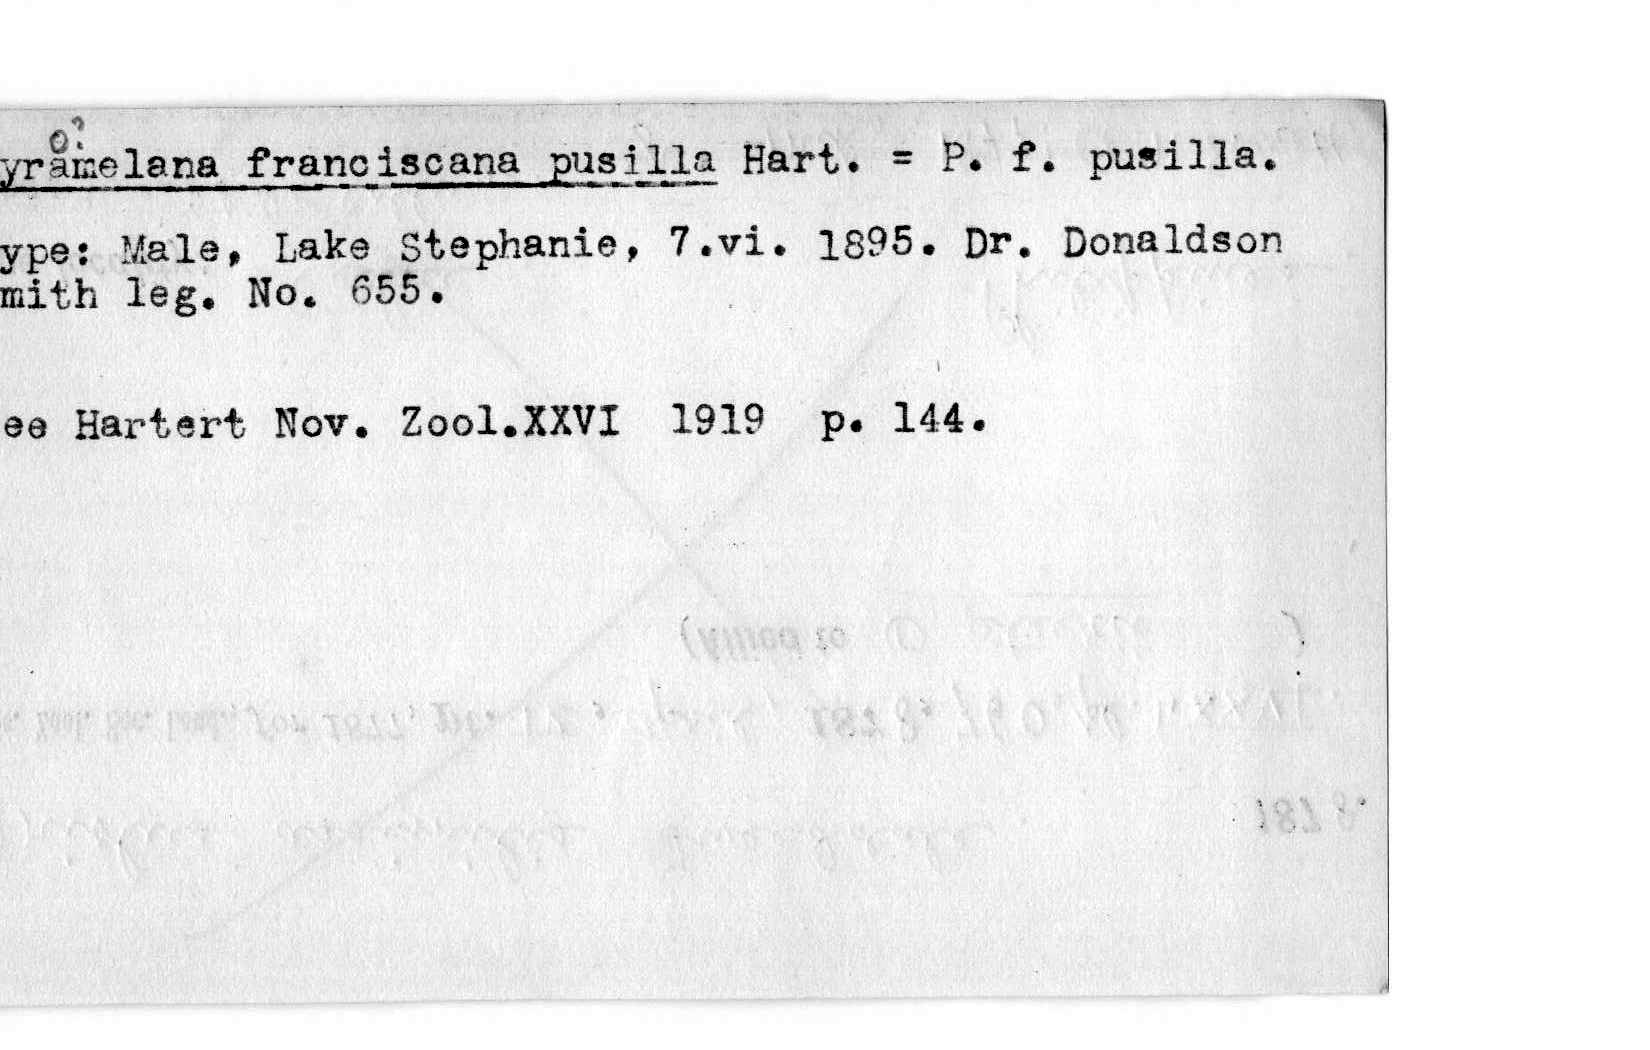 o?
yramelana franciscana pusilla Hart. = P. f. pusilla.
ype: Male, Lake Stephanie, 7.vi. 1895. Dr. Donaldson
mith leg. No. 655.
ee Hartert Nov. Zool.XXVI 1919 p. 144.